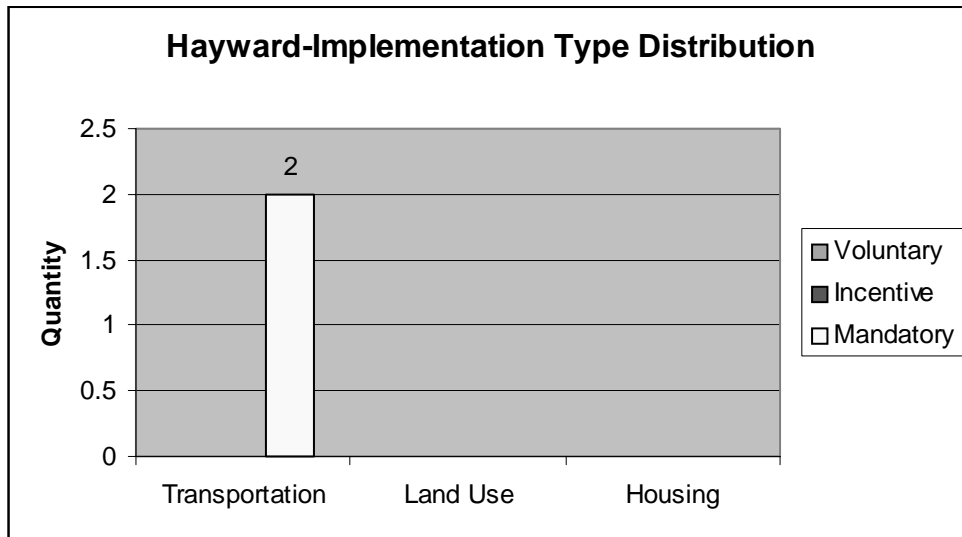 Hayward-Implementation Type Distribution
2.5
2
1.5
1
0.5
0
Quantity
2
Transportation Land Use Housing
Voluntary
Incentive
Mandatory